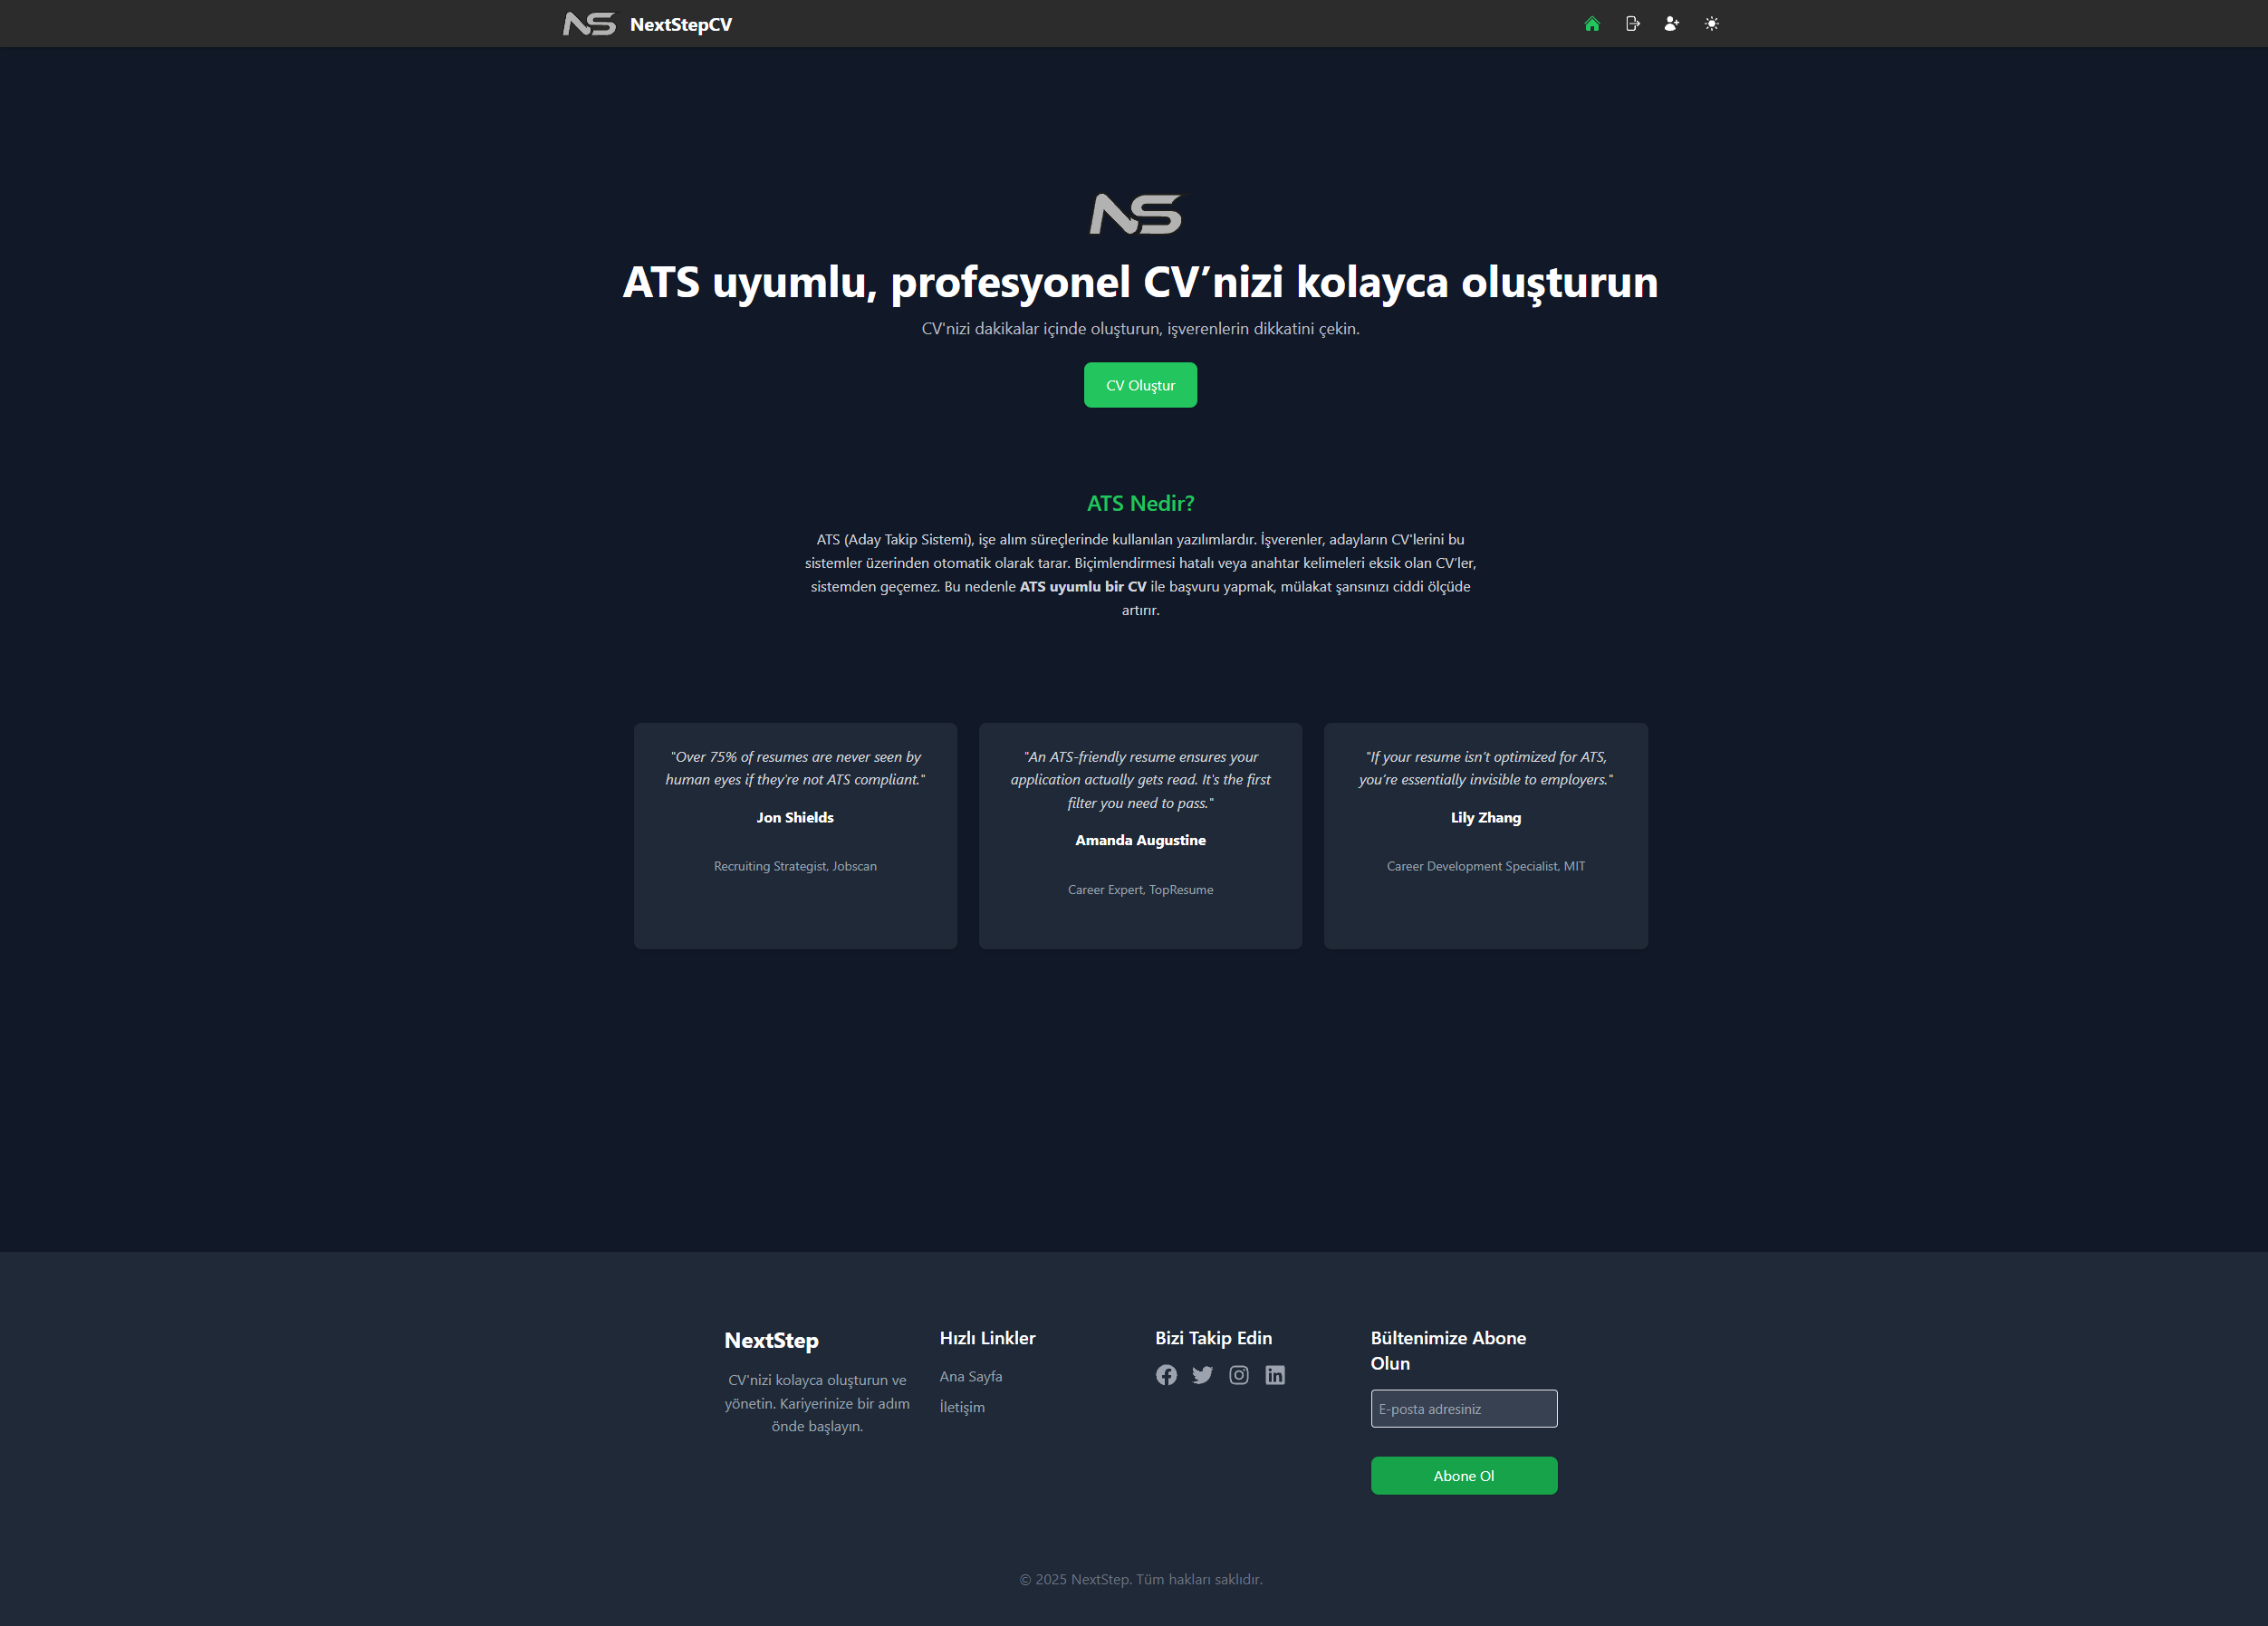 NS NextStepCV
NS
ATS uyumlu, profesyonel CV’nizi kolayca oluşturun
CV'nizi dakikalar içinde oluşturun, işverenlerin dikkatini çekin.
CV Oluştur
ATS Nedir?
ATS (Aday Takip Sistemi), işe alım süreçlerinde kullanılan yazılımlardır. İşverenler, adayların CV'lerini bu
sistemler üzerinden otomatik olarak tarar. Biçimlendirmesi hatalı veya anahtar kelimeleri eksik olan CV'ler,
sistemden geçemez. Bu nedenle ATS uyumlu bir CV ile başvuru yapmak, mülakat şansınızı ciddi ölçüde
artırır.
"Over 75% of resumes are never seen by
human eyes if they're not ATS compliant."
Jon Shields
Recruiting Strategist, Jobscan
"An ATS-friendly resume ensures your
application actually gets read. It's the first
filter you need to pass."
Amanda Augustine
Career Expert, TopResume
"If your resume isn’t optimized for ATS,
you’re essentially invisible to employers."
Lily Zhang
Career Development Specialist, MIT
NextStep
CV'nizi kolayca oluşturun ve
yönetin. Kariyerinize bir adım
önde başlayın.
Hızlı Linkler
Ana Sayfa
İletişim
Bizi Takip Edin
Bültenimize Abone
Olun
E-posta adresiniz
Abone Ol
© 2025 NextStep. Tüm hakları saklıdır.